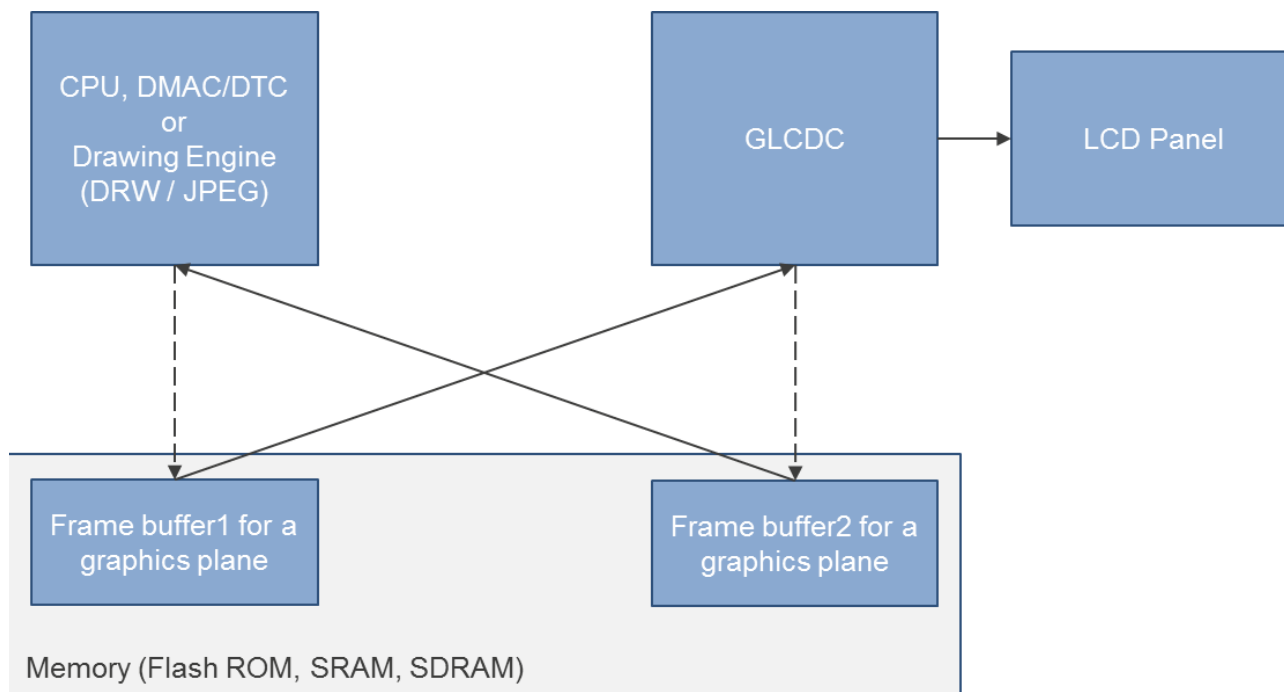 CPU, DMAC/DTC
or
Drawing Engine
(DRW / JPEG)
GLCDC
LCD Panel
Frame buffer1 for a
graphics plane
Frame buffer2 for a
graphics plane
Memory (Flash ROM, SRAM, SDRAM)